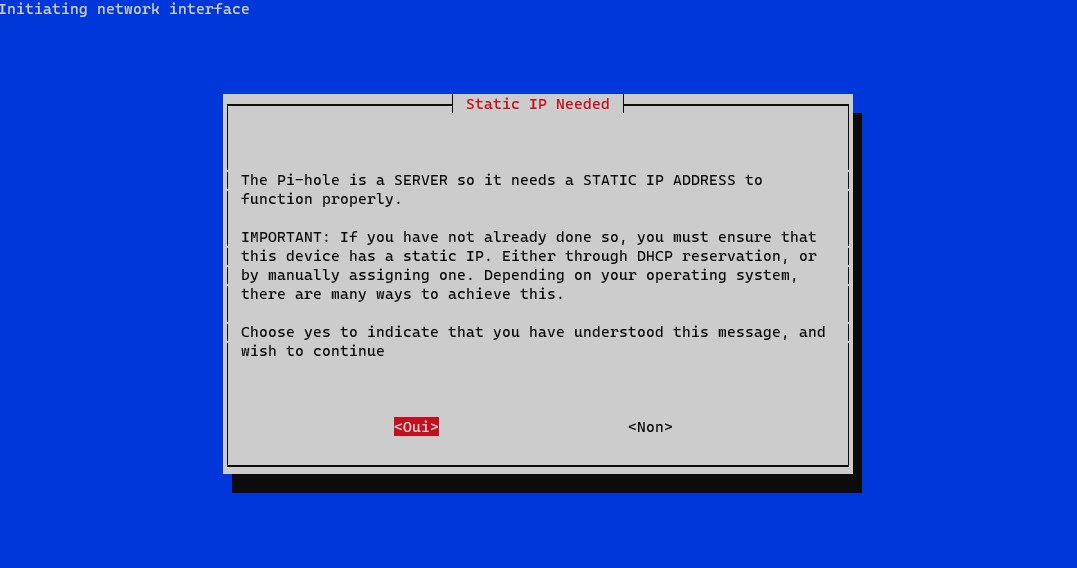 Initiating network interface
Static IP Needed
The Pi-hole is a SERVER so it needs a STATIC IP ADDRESS to
function properly.
IMPORTANT: If you have not already done so, you must ensure that
this device has a static IP. Either through DHCP reservation, or
by manually assigning one. Depending on your operating system,
there are many ways to achieve this.
Choose yes to indicate that you have understood this message, and
wish to continue
<Oui> <Non>